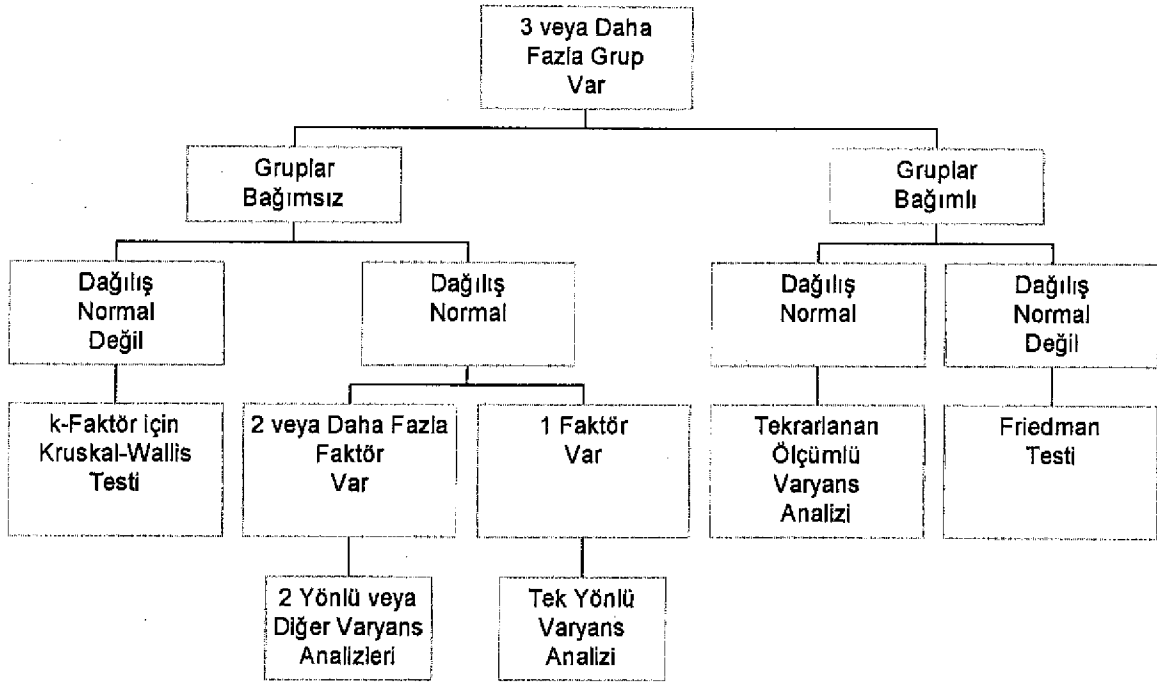 3 veya Daha
Fazla Grup
Var
Gruplar
Bağımsız
Gruplar
Bağımlı
Dağılış
Normal
Değil
Dağılış
Normal
Dağılış
Normal
Dağılış
Normal
Değil
k-Faktör için
Kruskal-Wallis
Testi
2 veya Daha Fazla
Faktör
Var
1 Faktör
Var
Tekrarlanan
Ölçümlü
Varyans
Analizi
Friedman
Testi
2 Yönlü veya
Diğer Varyans
Analizleri
Tek Yönlü
Varyans
Analizi